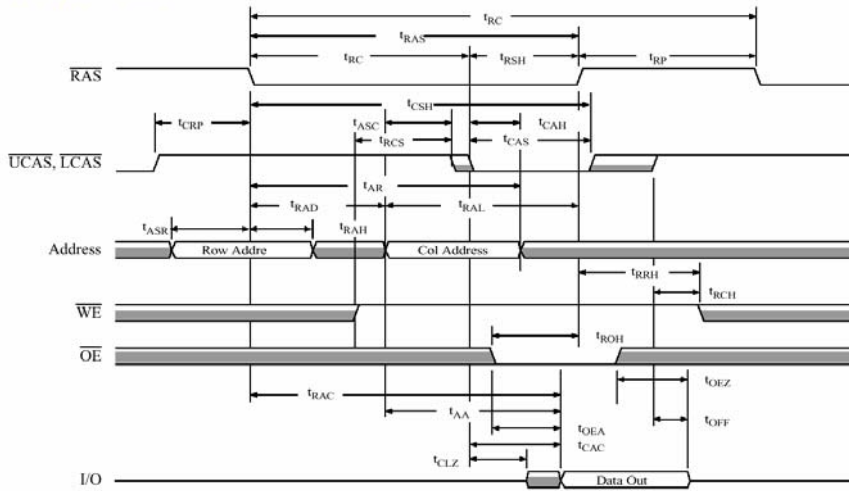 tRC
tRAS
tRC tRSH tRP
RAS
tCSH
tCRP tASC tCAH
tRCS tCAS
UCAS, LCAS
tAR
tRAD tRAL
tASR tRAH
Address Row Addre Col Address
tRRH
tRCH
WE
tROH
OE
tOEZ
tRAC
tAA tOFF
tOEA
tCAC
tCLZ
I/O Data Out